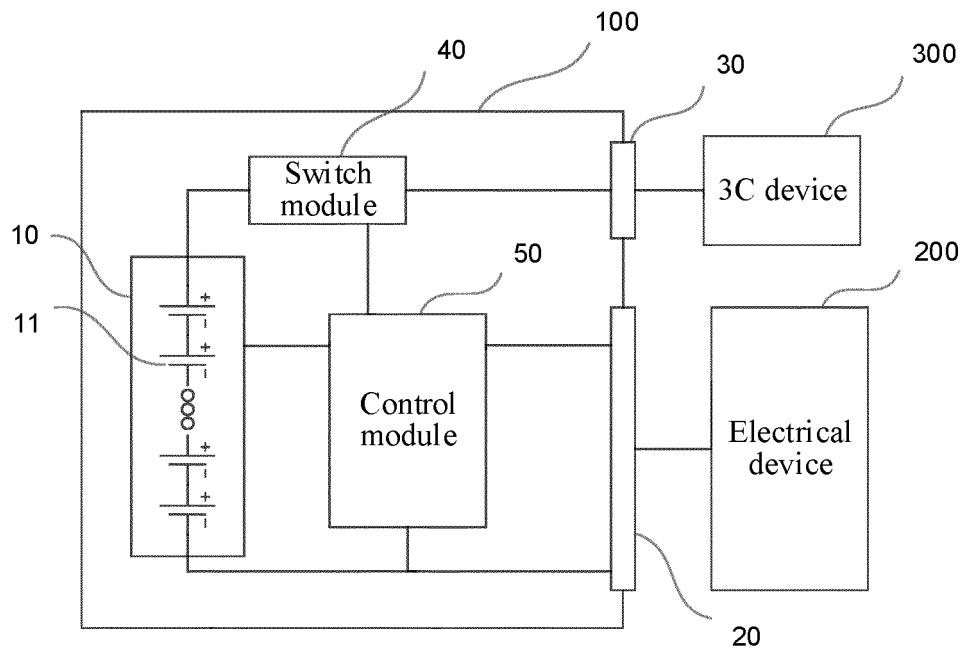 100
40
30
300
Switch
module
3C device
10
50
200
+
-
11
+
-
Control
module
Electrical
device
+
-
+
-
20